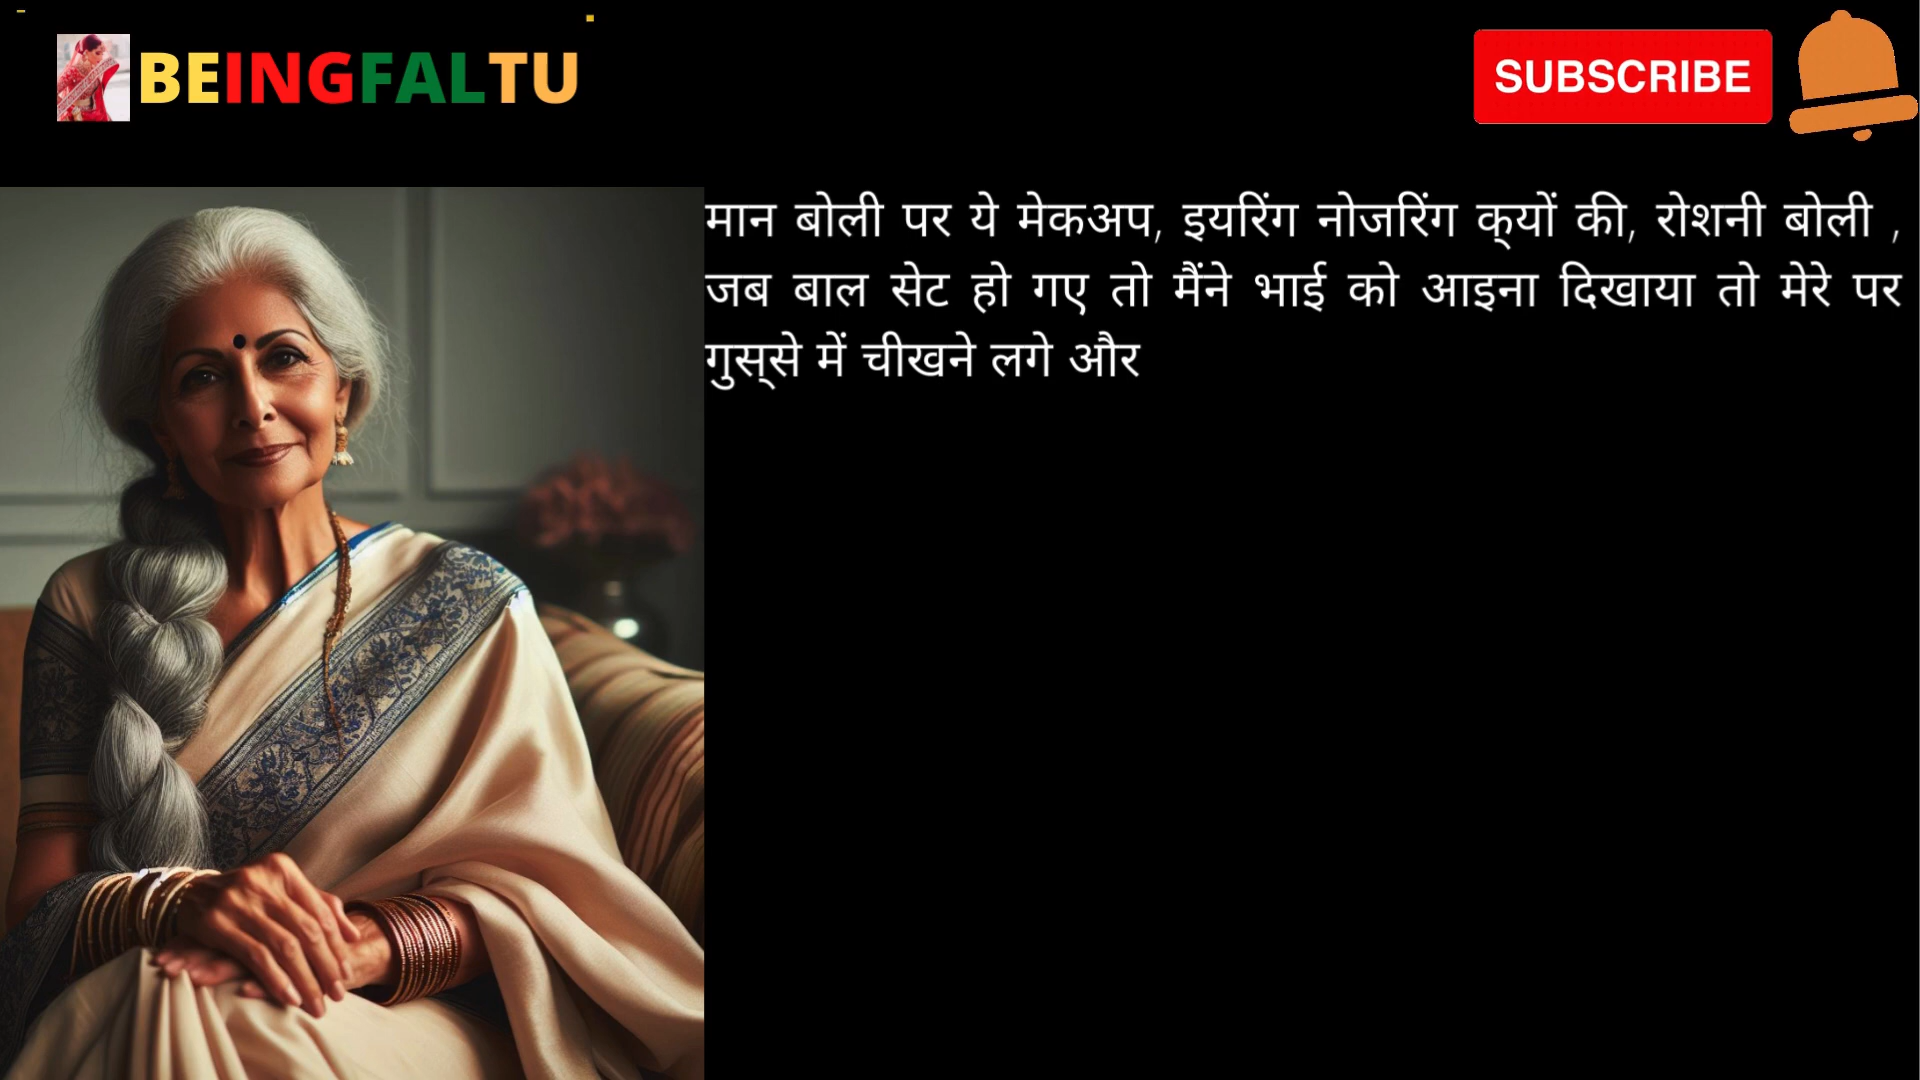 BEINGFALTU
SUBSCRIBE
मान बोली पर ये मेकअप, इयरिंग नोजरिंग क्यों की, रोशनी बोली ,
जब बाल सेट हो गए तो मैंने भाई को आइना दिखाया तो मेरे पर
गुस्से में चीखने लगे और